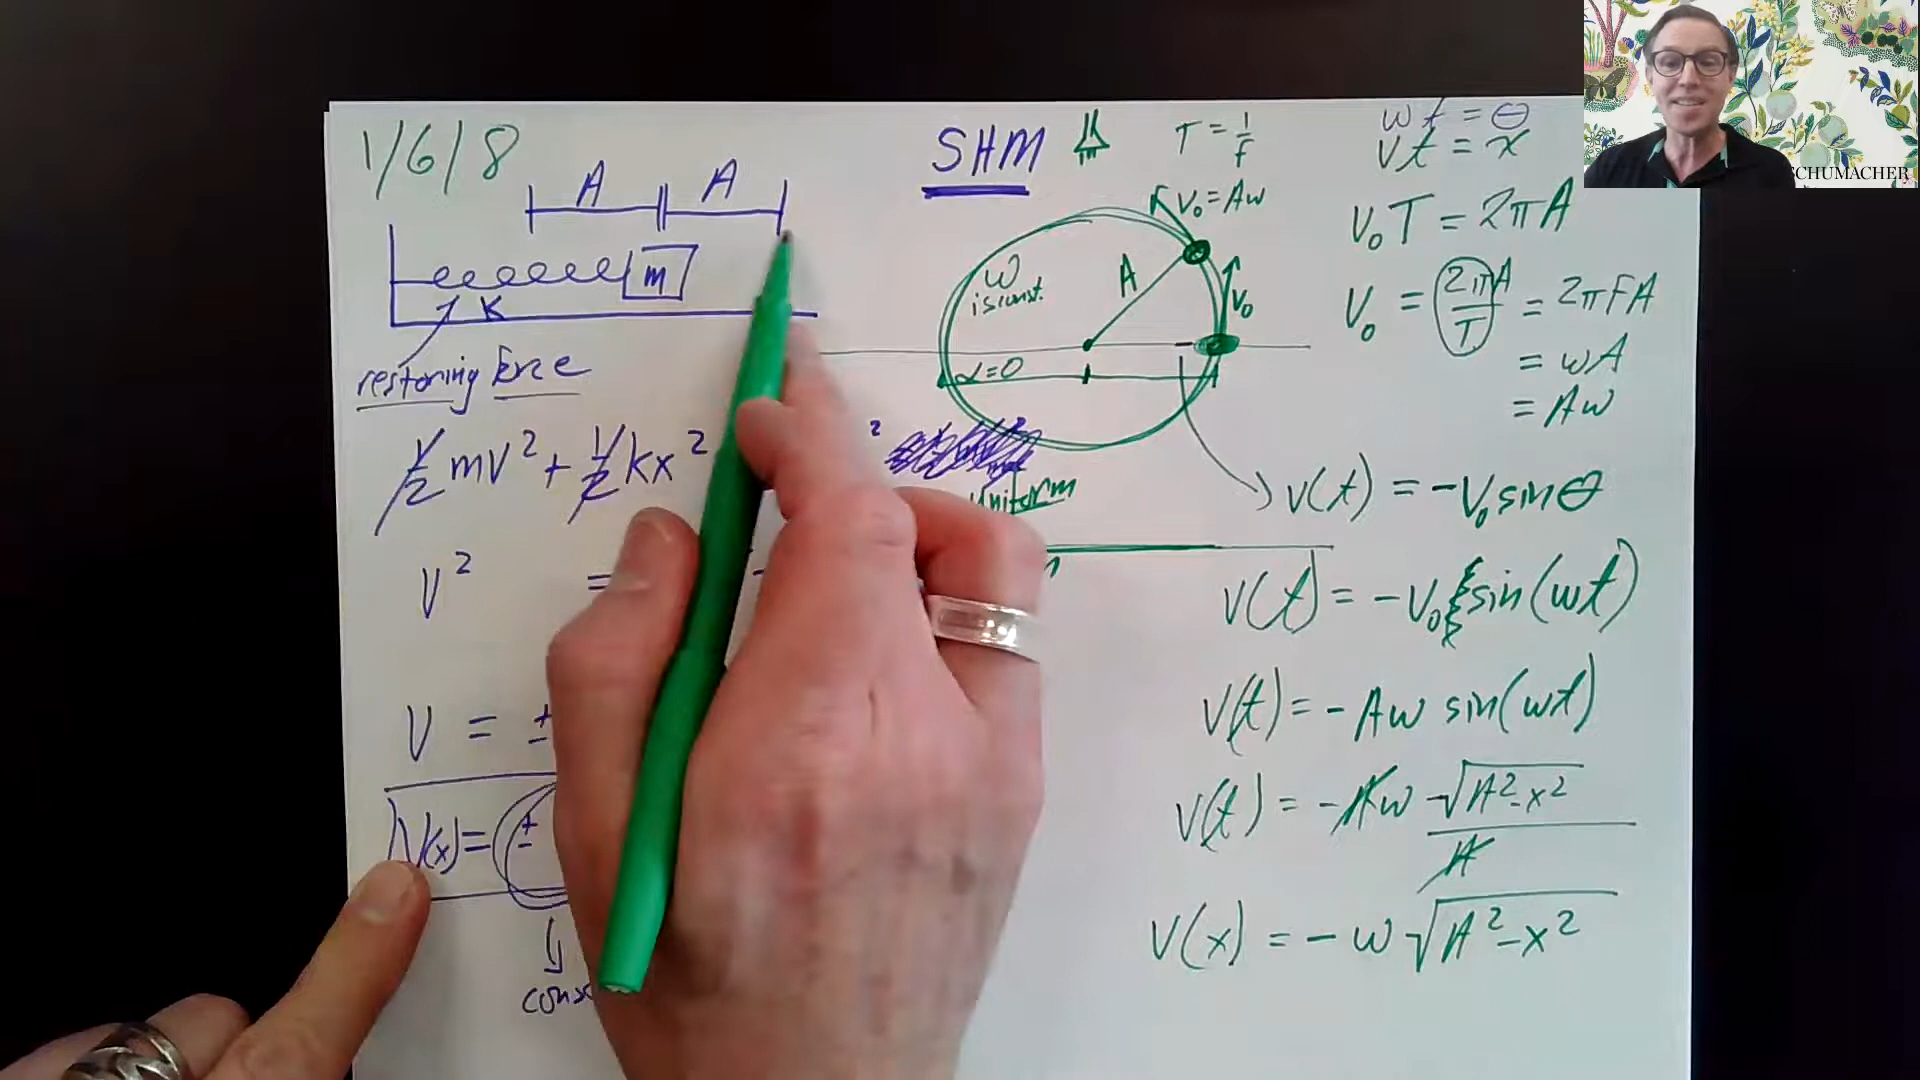 1/6/8
A A
m
K
restoring force
½mv² + ½kx²
2
v² =
V = ±
V(x) = ±
SHM
T = 1/f
V₀ = Aω
ω
is const.
A
V₀
α = 0
Uniform
ωt = θ
vt = x
V₀T = 2πA
V₀ = 2πA/T = 2πfA
= ωA
= Aω
v(t) = -V₀ sinθ
v(t) = -V₀ sin(ωt)
v(t) = -Aω sin(ωt)
v(t) = -Aω √A²-x² / A
V(x) = -ω √A²-x²
SCHUMACHER